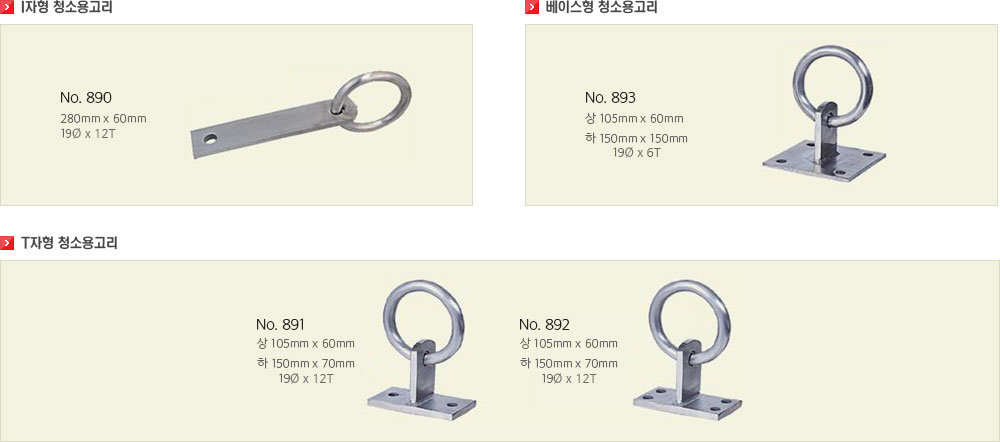 I자형 청소용고리
No. 890
280mm x 60mm
19Ø x 12T
베이스형 청소용고리
No. 893
상 105mm x 60mm
하 150mm x 150mm
19Ø x 6T
T자형 청소용고리
No. 891
상 105mm x 60mm
하 150mm x 70mm
19Ø x 12T
No. 892
상 105mm x 60mm
하 150mm x 70mm
19Ø x 12T